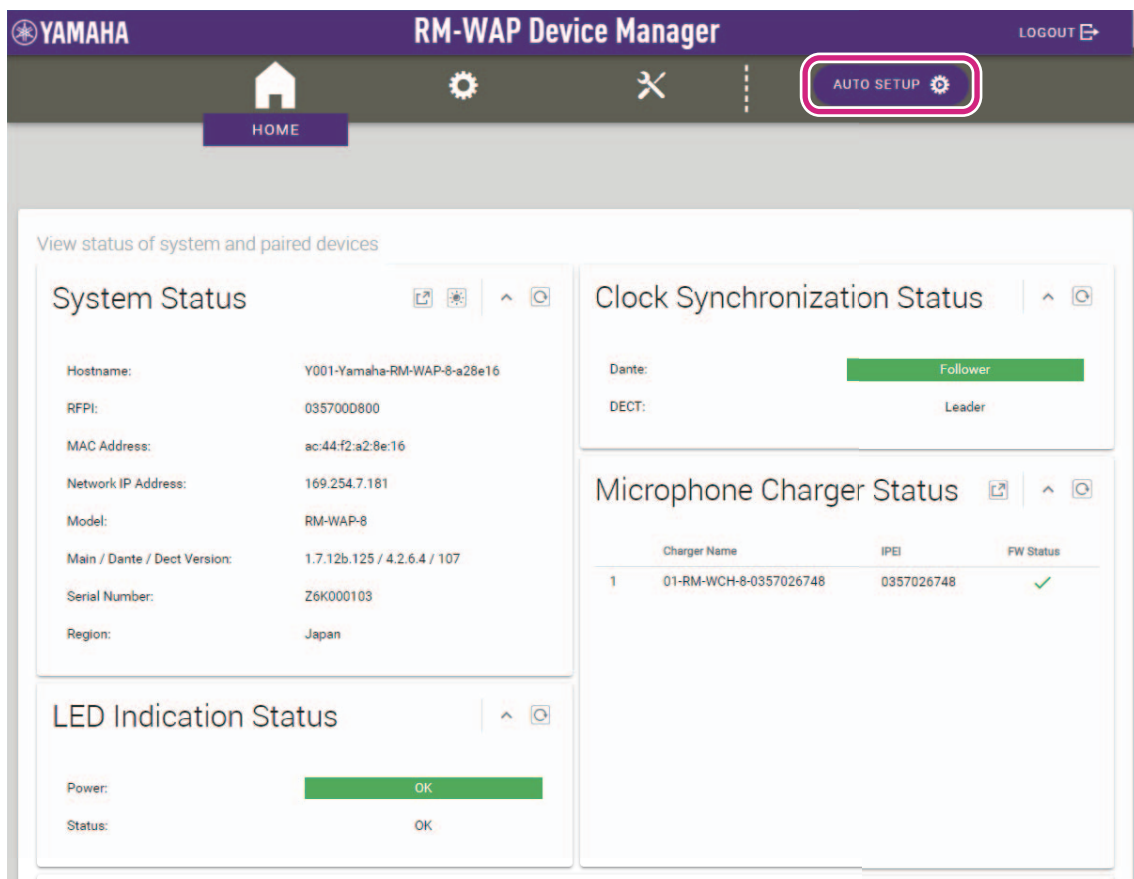 YAMAHA
RM-WAP Device Manager
LOGOUT
AUTO SETUP
HOME
View status of system and paired devices
System Status
Hostname: Y001-Yamaha-RM-WAP-8-a28e16
RFPI: 035700D800
MAC Address: ac:44:f2:a2:8e:16
Network IP Address: 169.254.7.181
Model: RM-WAP-8
Main / Dante / Dect Version: 1.7.12b.125 / 4.2.6.4 / 107
Serial Number: Z6K000103
Region: Japan
LED Indication Status
Power: OK
Status: OK
Clock Synchronization Status
Dante: Follower
DECT: Leader
Microphone Charger Status
Charger Name IPEI FW Status
1 01-RM-WCH-8-0357026748 0357026748